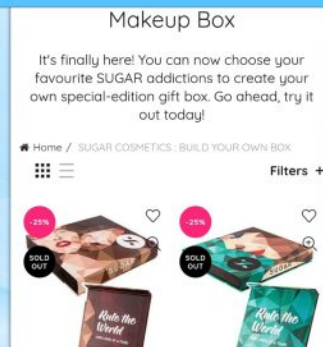 Makeup Box
It's finally here! You can now choose your
favourite SUGAR addictions to create your
own special-edition gift box. Go ahead, try it
out today!
Home / SUGAR COSMETICS : BUILD YOUR OWN BOX
Filters +
-25%
-25%
SOLD
OUT
SOLD
OUT
SUGAR
SUGAR
Rule the
World
Rule the
World